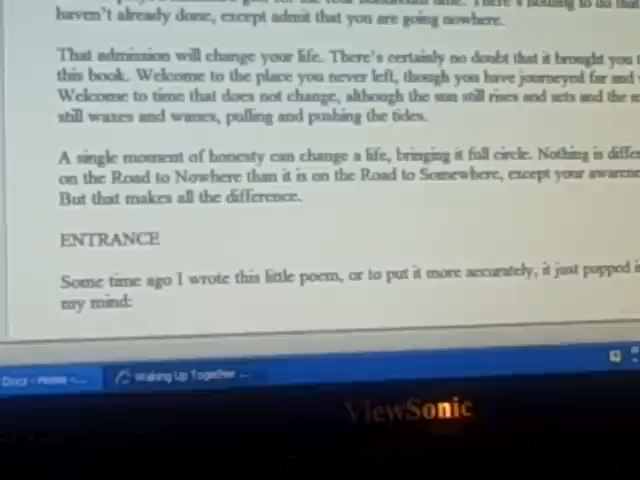 haven't already done, except admit that you are going nowhere.
That admission will change your life. There's certainly no doubt that it brought you
this book. Welcome to the place you never left, though you have journeyed far and
Welcome to time that does not change, although the sun still rises and sets and the
still waxes and wanes, pulling and pushing the tides.
A single moment of honesty can change a life, bringing it full circle. Nothing is
on the Road to Nowhere than it is on the Road to Somewhere, except your
But that makes all the difference.
ENTRANCE
Some time ago I wrote this little poem, or to put it more accurately, it just popped
my mind:
Docs - Home -...
Waking Up Together ...
ViewSonic